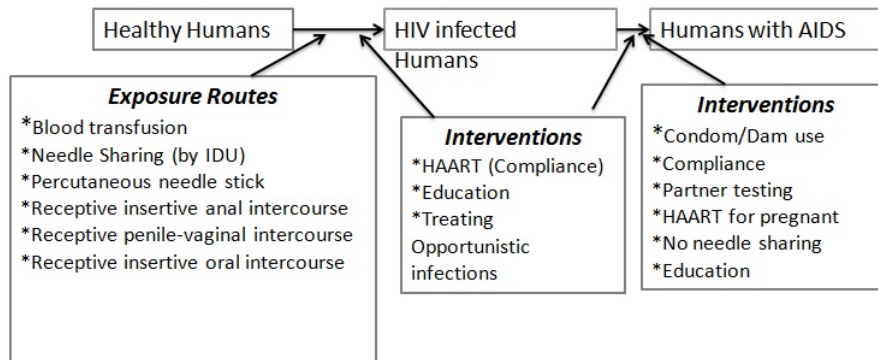 Healthy Humans
HIV infected
Humans
Humans with AIDS
Exposure Routes
*Blood transfusion
*Needle Sharing (by IDU)
*Percutaneous needle stick
*Receptive insertive anal intercourse
*Receptive penile-vaginal intercourse
*Receptive insertive oral intercourse
Interventions
*HAART (Compliance)
*Education
*Treating
Opportunistic
infections
Interventions
*Condom/Dam use
*Compliance
*Partner testing
*HAART for pregnant
*No needle sharing
*Education